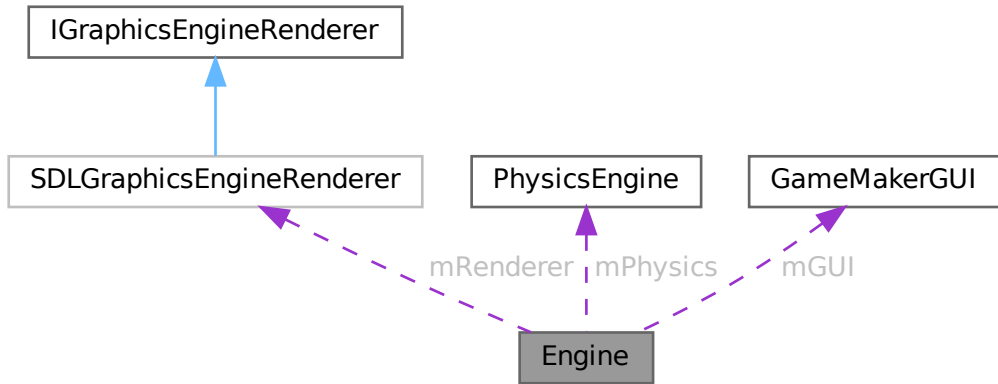 IGraphicsEngineRenderer
SDLGraphicsEngineRenderer
PhysicsEngine
GameMakerGUI
mRenderer
mPhysics
mGUI
Engine